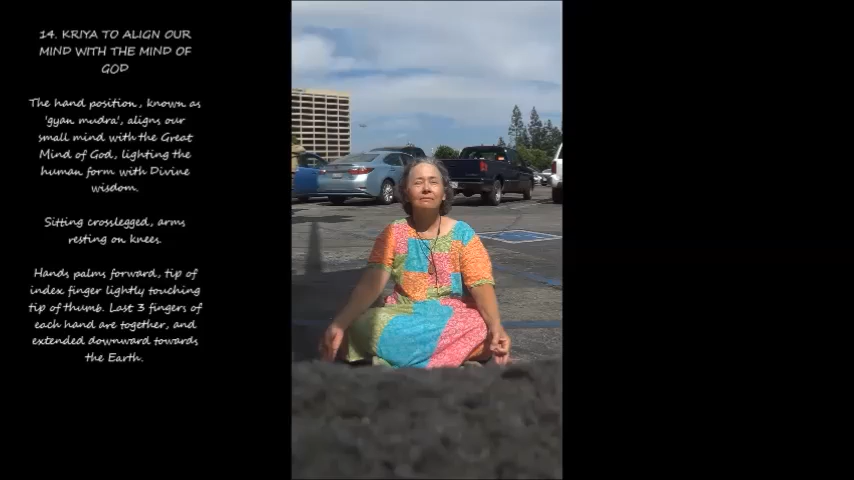 14. KRIYA TO ALIGN OUR
MIND WITH THE MIND OF
GOD
The hand position, known as
'gyan mudra', aligns our
small mind with the Great
Mind of God, lighting the
human form with Divine
wisdom.
Sitting crosslegged, arms
resting on knees.
Hands palms forward, tip of
index finger lightly touching
tip of thumb. Last 3 fingers of
each hand are together, and
extended downward towards
the Earth.